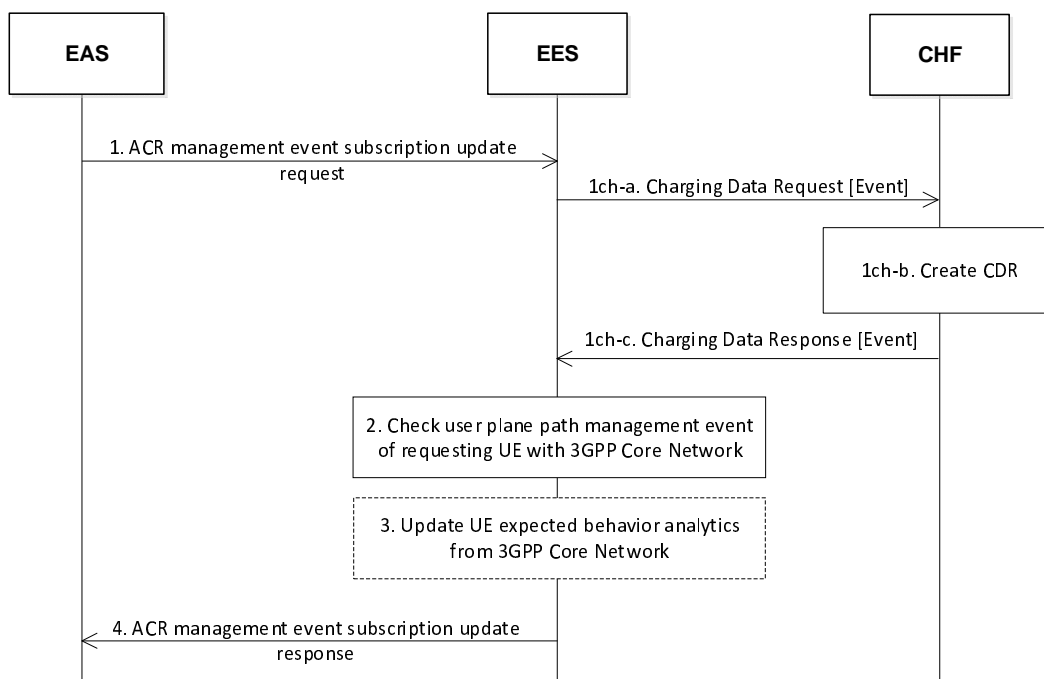 EAS
EES
CHF
1. ACR management event subscription update
request
1ch-a. Charging Data Request [Event]
1ch-b. Create CDR
1ch-c. Charging Data Response [Event]
2. Check user plane path management event
of requesting UE with 3GPP Core Network
3. Update UE expected behavior analytics
from 3GPP Core Network
4. ACR management event subscription update
response